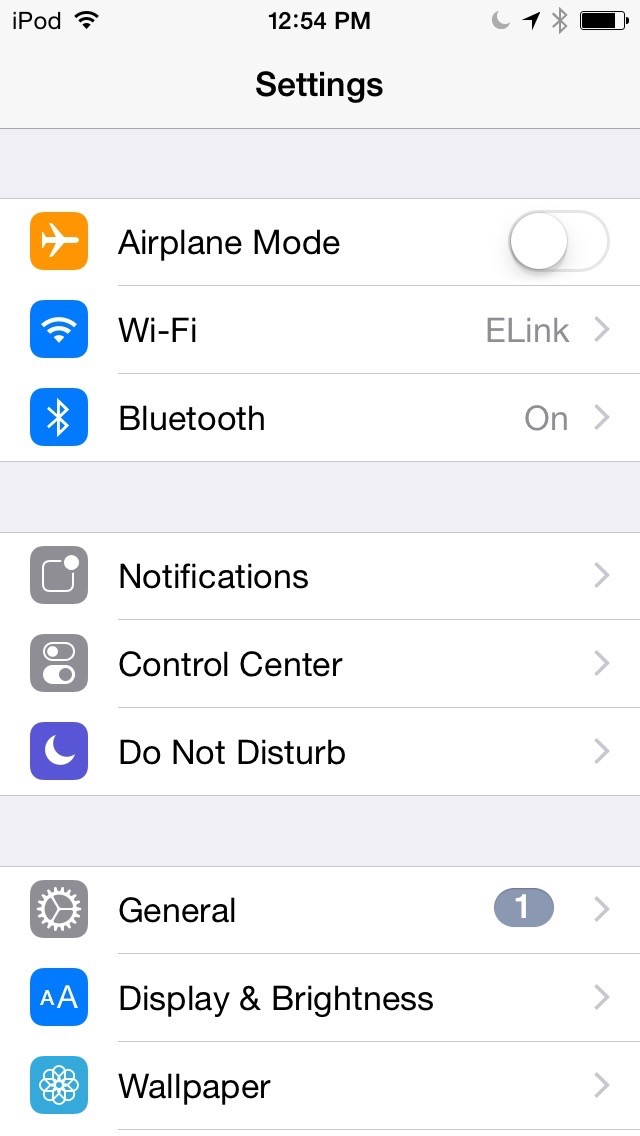 iPod 12:54 PM
Settings
Airplane Mode
Wi-Fi ELink
Bluetooth On
Notifications
Control Center
Do Not Disturb
General 1
AA Display & Brightness
Wallpaper